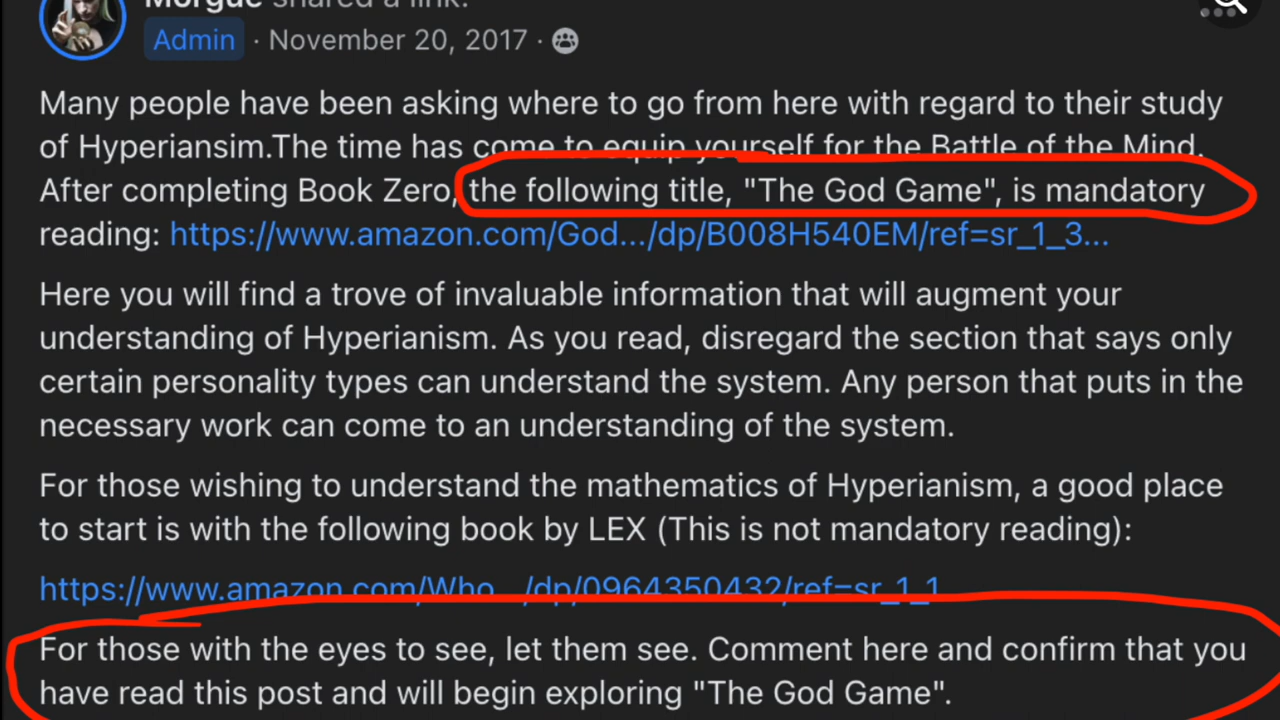 Morgue shared a link.
Admin · November 20, 2017 ·
Many people have been asking where to go from here with regard to their study
of Hyperiansim.The time has come to equip yourself for the Battle of the Mind.
After completing Book Zero, the following title, "The God Game", is mandatory
reading: https://www.amazon.com/God.../dp/B008H540EM/ref=sr_1_3...
Here you will find a trove of invaluable information that will augment your
understanding of Hyperianism. As you read, disregard the section that says only
certain personality types can understand the system. Any person that puts in the
necessary work can come to an understanding of the system.
For those wishing to understand the mathematics of Hyperianism, a good place
to start is with the following book by LEX (This is not mandatory reading):
https://www.amazon.com/Who.../dp/0964350432/ref=sr_1_1...
For those with the eyes to see, let them see. Comment here and confirm that you
have read this post and will begin exploring "The God Game".